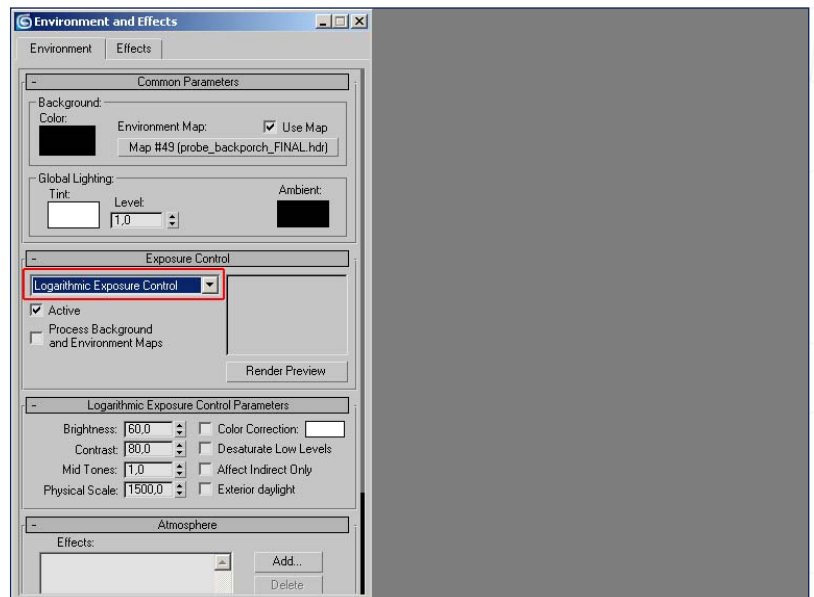 Environment and Effects
Environment Effects
- Common Parameters
Background:
Color:
Environment Map: Use Map
Map #49 (probe_backporch_FINAL.hdr)
Global Lighting:
Tint: Level: Ambient:
1,0
- Exposure Control
Logarithmic Exposure Control
Active
Process Background
and Environment Maps
Render Preview
- Logarithmic Exposure Control Parameters
Brightness: 60,0 Color Correction:
Contrast: 80,0 Desaturate Low Levels
Mid Tones: 1,0 Affect Indirect Only
Physical Scale: 1500,0 Exterior daylight
- Atmosphere
Effects:
Add...
Delete